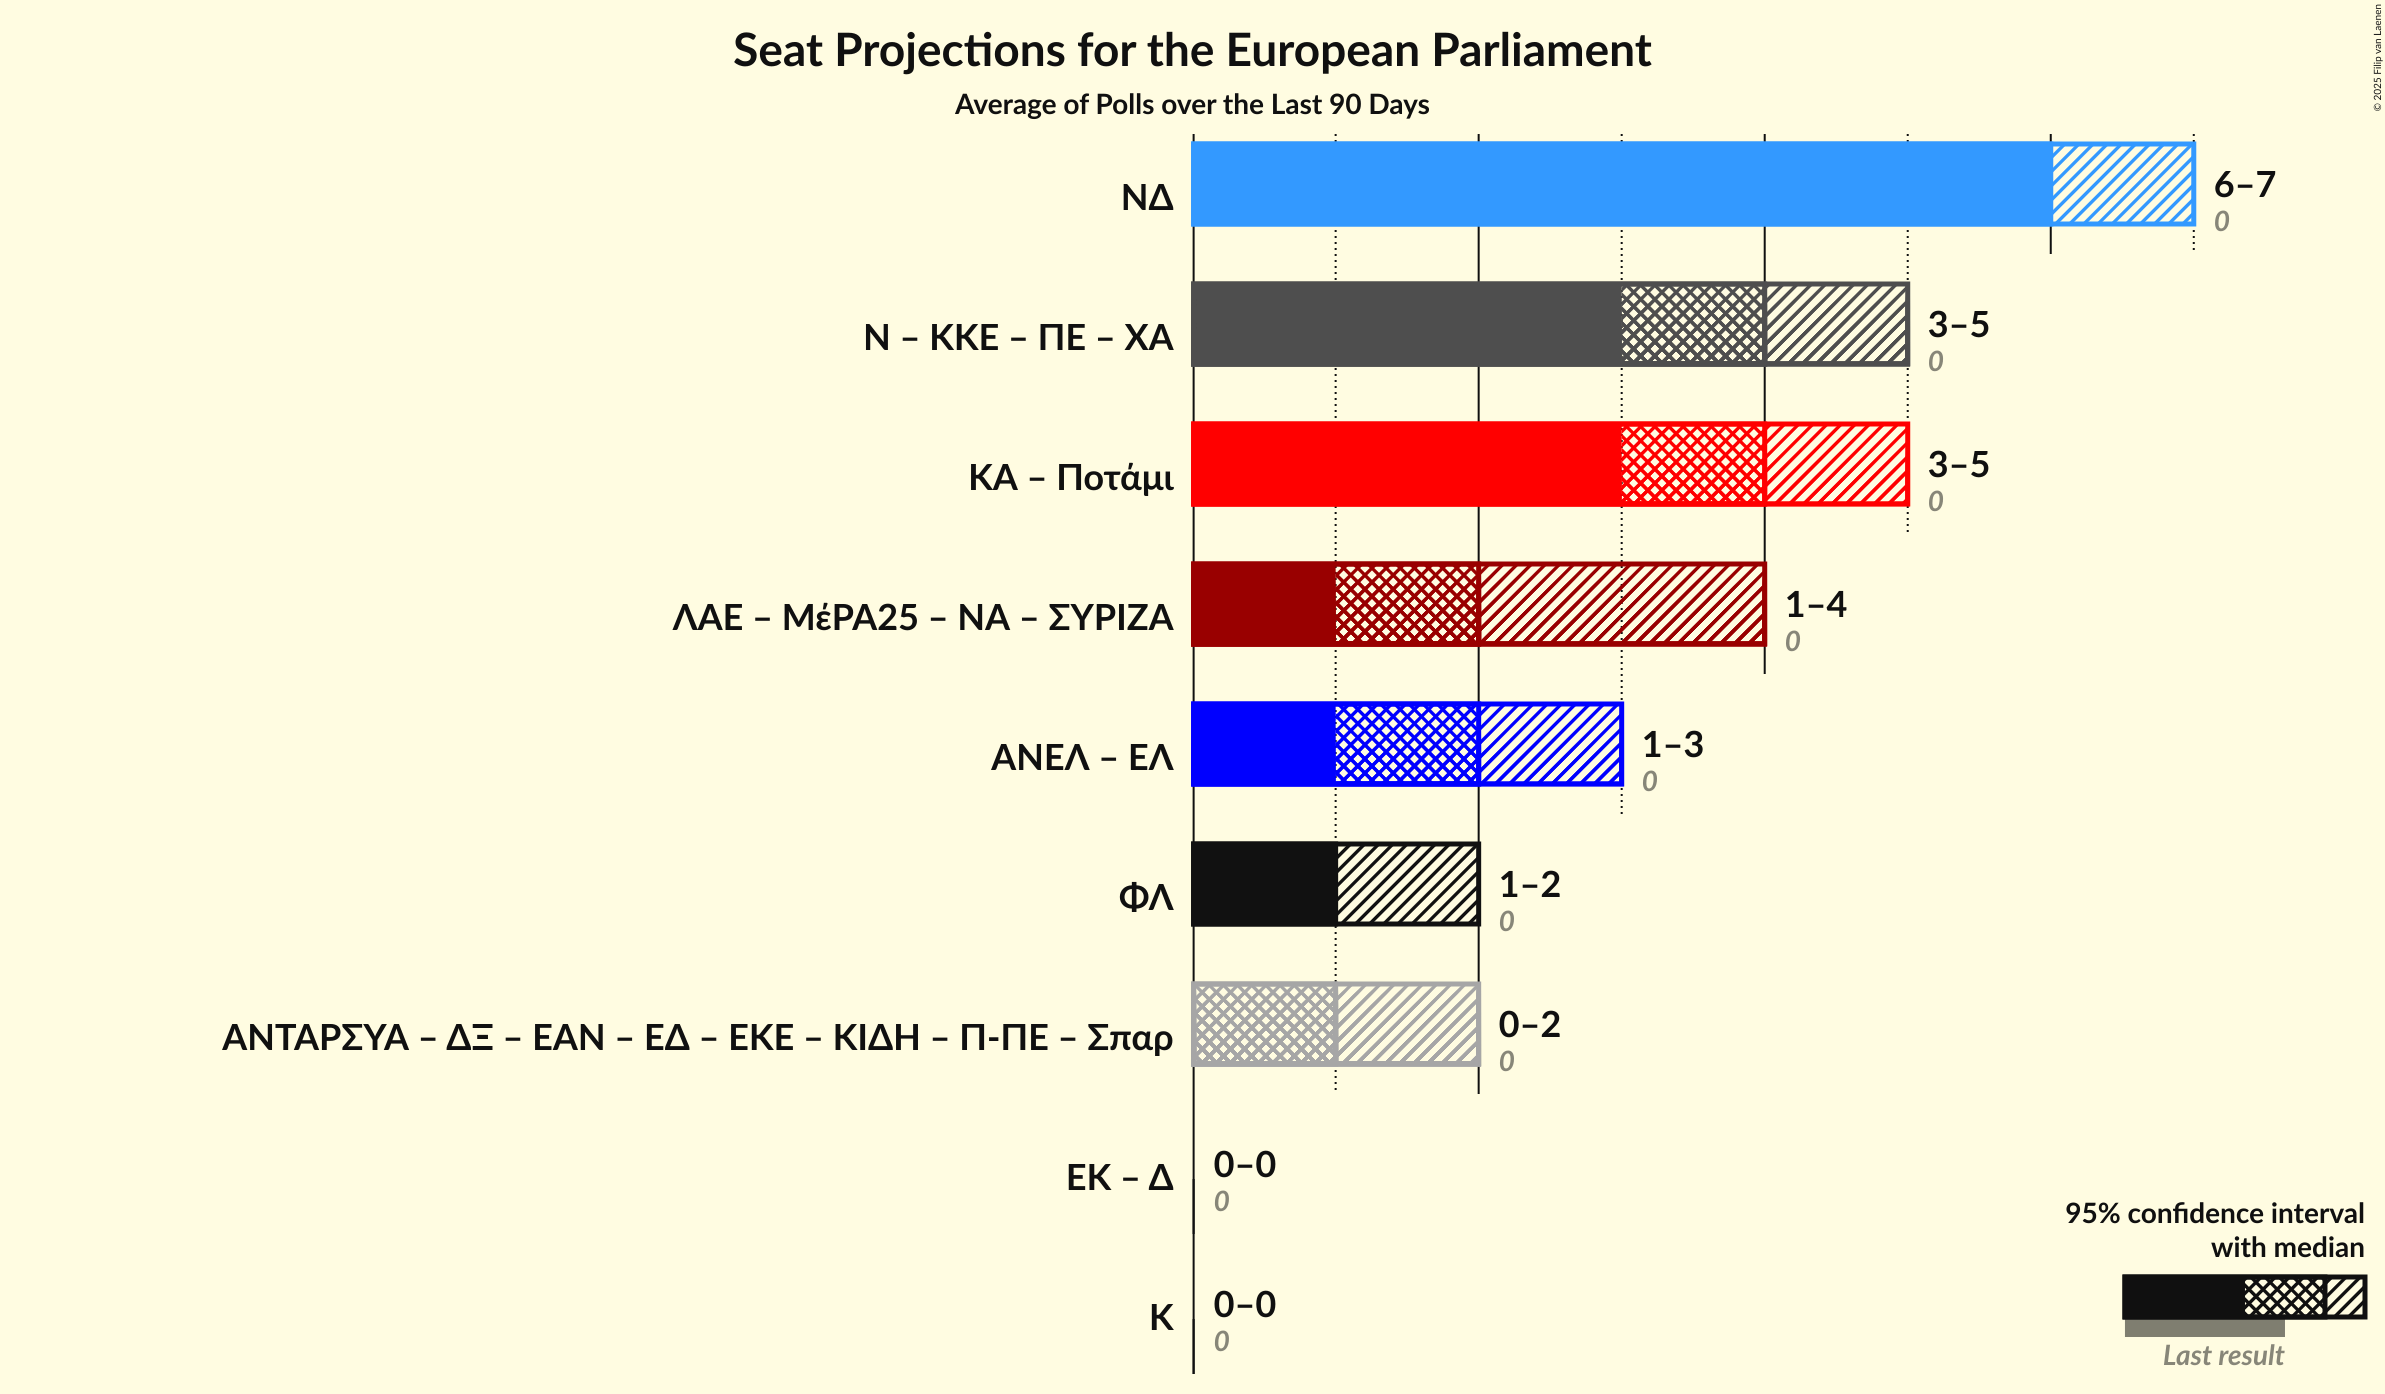 Seat Projections for the European Parliament
Average of Polls over the Last 90 Days
© 2025 Filip van Laenen
ΝΔ
6–7
0
Ν – ΚΚΕ – ΠΕ – ΧΑ
3–5
0
ΚΑ – Ποτάμι
3–5
0
ΛΑΕ – ΜέΡΑ25 – ΝΑ – ΣΥΡΙΖΑ
1–4
0
ΑΝΕΛ – ΕΛ
1–3
0
ΦΛ
1–2
0
ΑΝΤΑΡΣΥΑ – ΔΞ – ΕΑΝ – ΕΔ – ΕΚΕ – ΚΙΔΗ – Π-ΠΕ – Σπαρ
0–2
0
ΕΚ – Δ
0–0
0
Κ
0–0
0
95% confidence interval
with median
Last result